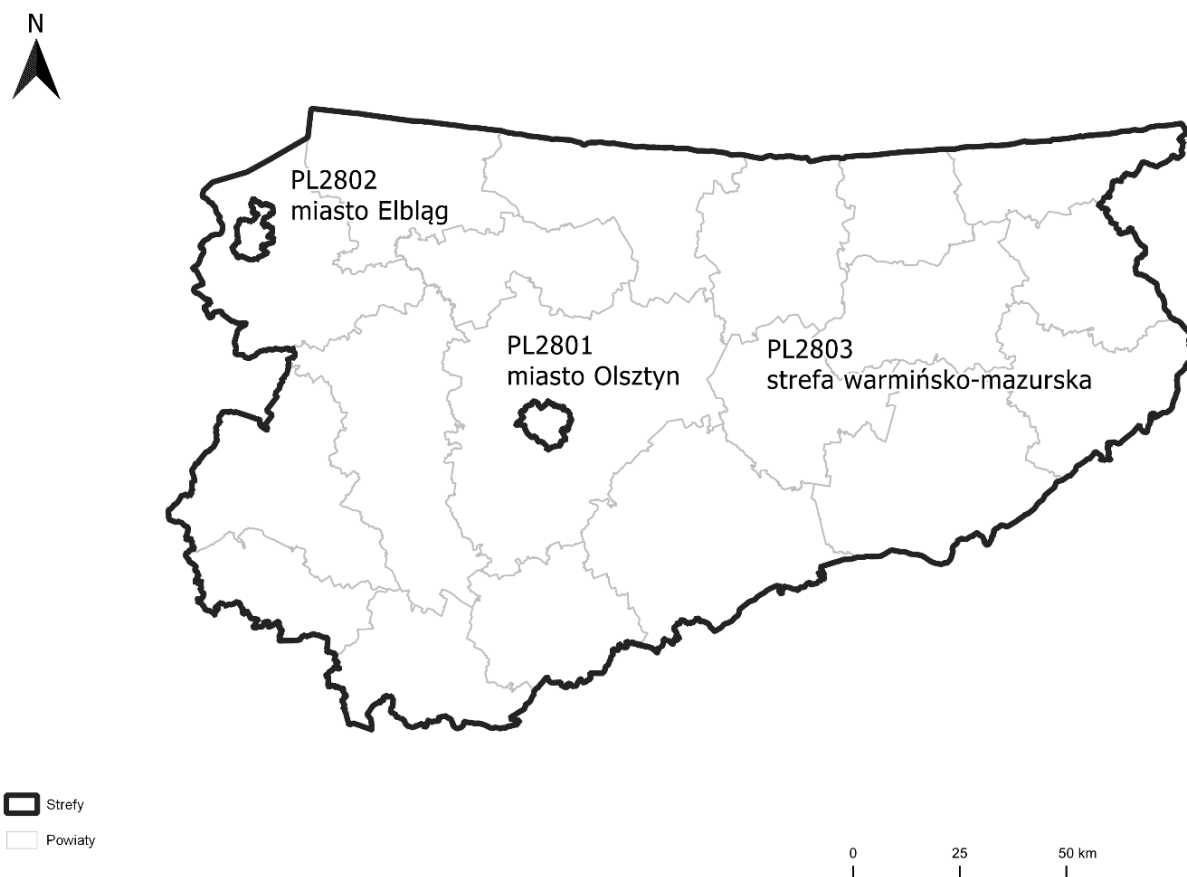 N
PL2802
miasto Elbląg
PL2801
miasto Olsztyn
PL2803
strefa warmińsko-mazurska
Strefy
Powiaty
0 25 50 km